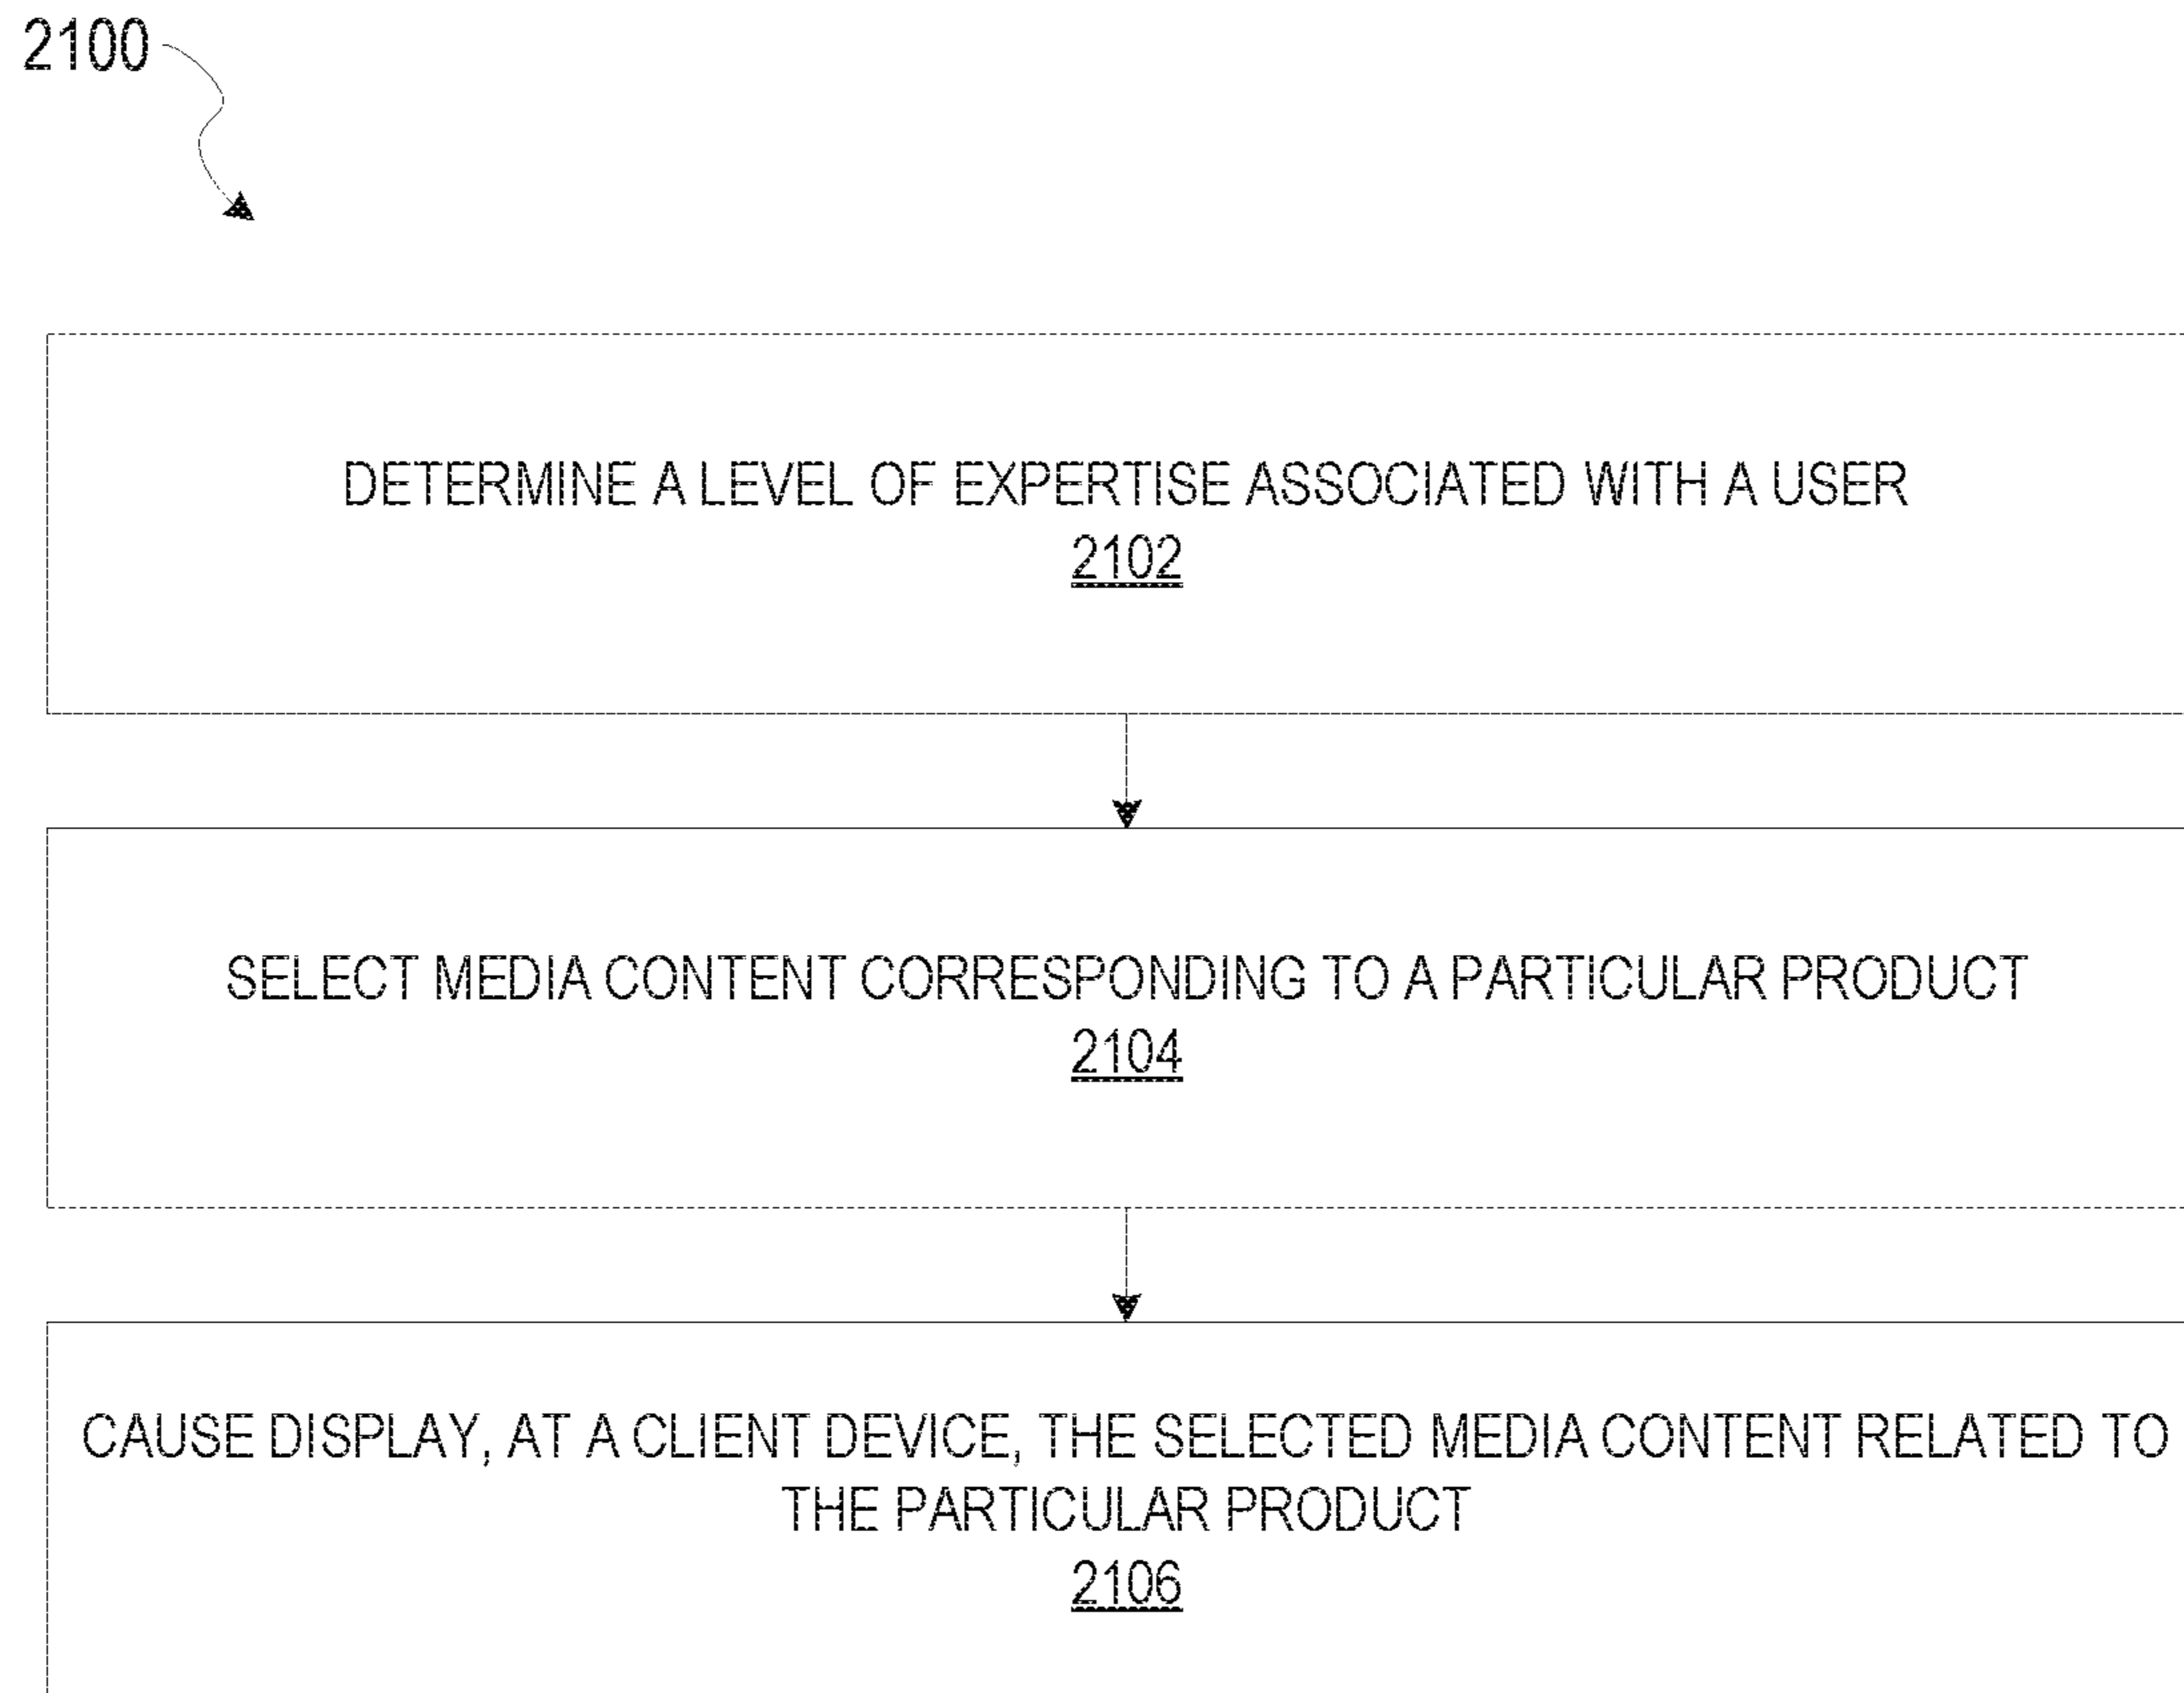 2100
DETERMINE A LEVEL OF EXPERTISE ASSOCIATED WITH A USER
2102
SELECT MEDIA CONTENT CORRESPONDING TO A PARTICULAR PRODUCT
2104
CAUSE DISPLAY, AT A CLIENT DEVICE, THE SELECTED MEDIA CONTENT RELATED TO
THE PARTICULAR PRODUCT
2106